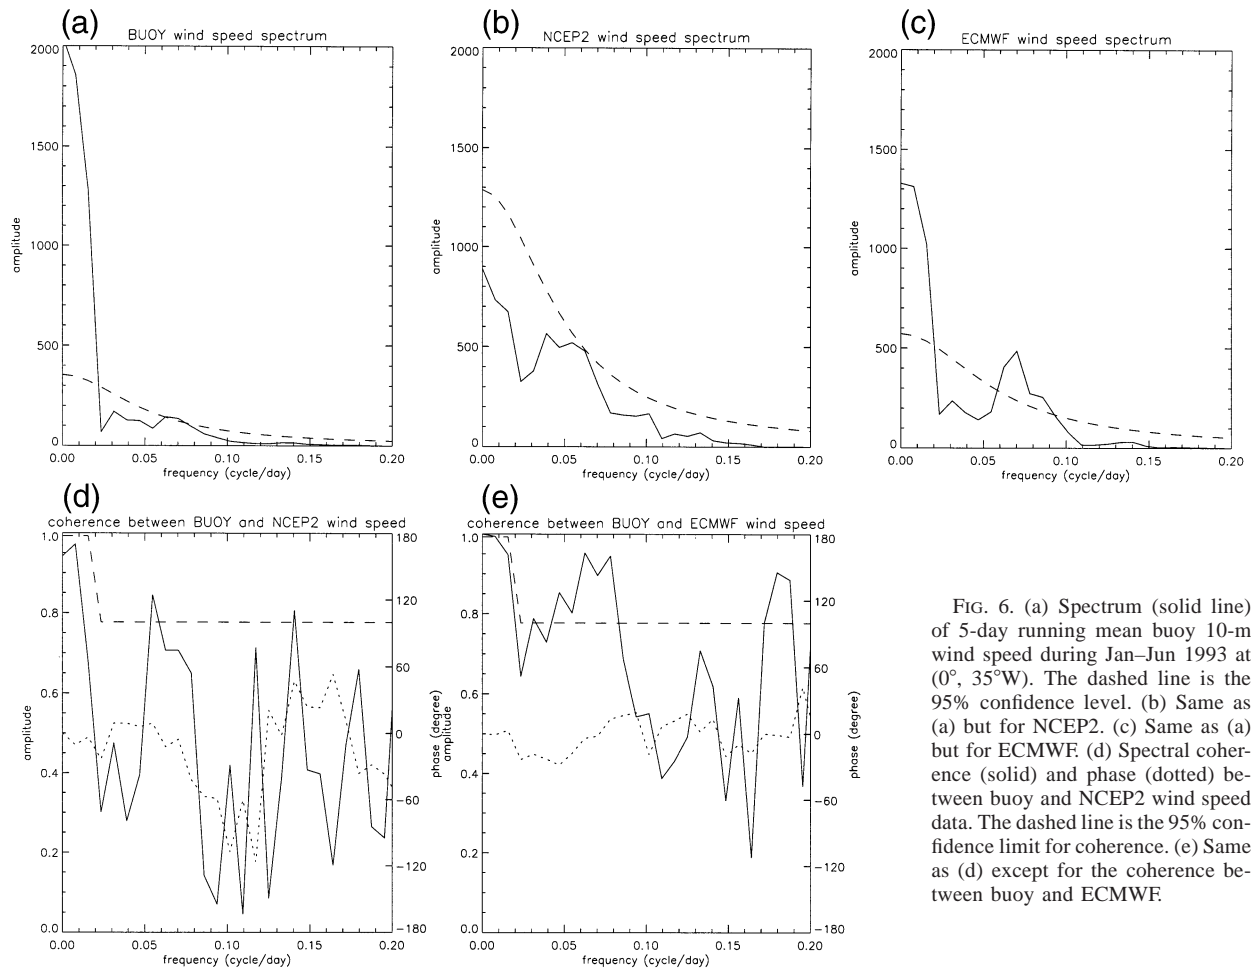 (a)
BUOY wind speed spectrum
2000
1500
1000
500
0
amplitude
0.00 0.05 0.10 0.15 0.20
frequency (cycle/day)
(b)
NCEP2 wind speed spectrum
2000
1500
1000
500
0
amplitude
0.00 0.05 0.10 0.15 0.20
frequency (cycle/day)
(c)
ECMWF wind speed spectrum
2000
1500
1000
500
0
amplitude
0.00 0.05 0.10 0.15 0.20
frequency (cycle/day)
(d)
coherence between BUOY and NCEP2 wind speed
1.0
0.8
0.6
0.4
0.2
0.0
amplitude
180
120
60
0
−60
−120
−180
phase (degree)
0.00 0.05 0.10 0.15 0.20
frequency (cycle/day)
(e)
coherence between BUOY and ECMWF wind speed
1.0
0.8
0.6
0.4
0.2
0.0
amplitude
180
120
60
0
−60
−120
−180
phase (degree)
0.00 0.05 0.10 0.15 0.20
frequency (cycle/day)
FIG. 6. (a) Spectrum (solid line)
of 5-day running mean buoy 10-m
wind speed during Jan–Jun 1993 at
(0°, 35°W). The dashed line is the
95% confidence level. (b) Same as
(a) but for NCEP2. (c) Same as (a)
but for ECMWF. (d) Spectral coher-
ence (solid) and phase (dotted) be-
tween buoy and NCEP2 wind speed
data. The dashed line is the 95% con-
fidence limit for coherence. (e) Same
as (d) except for the coherence be-
tween buoy and ECMWF.